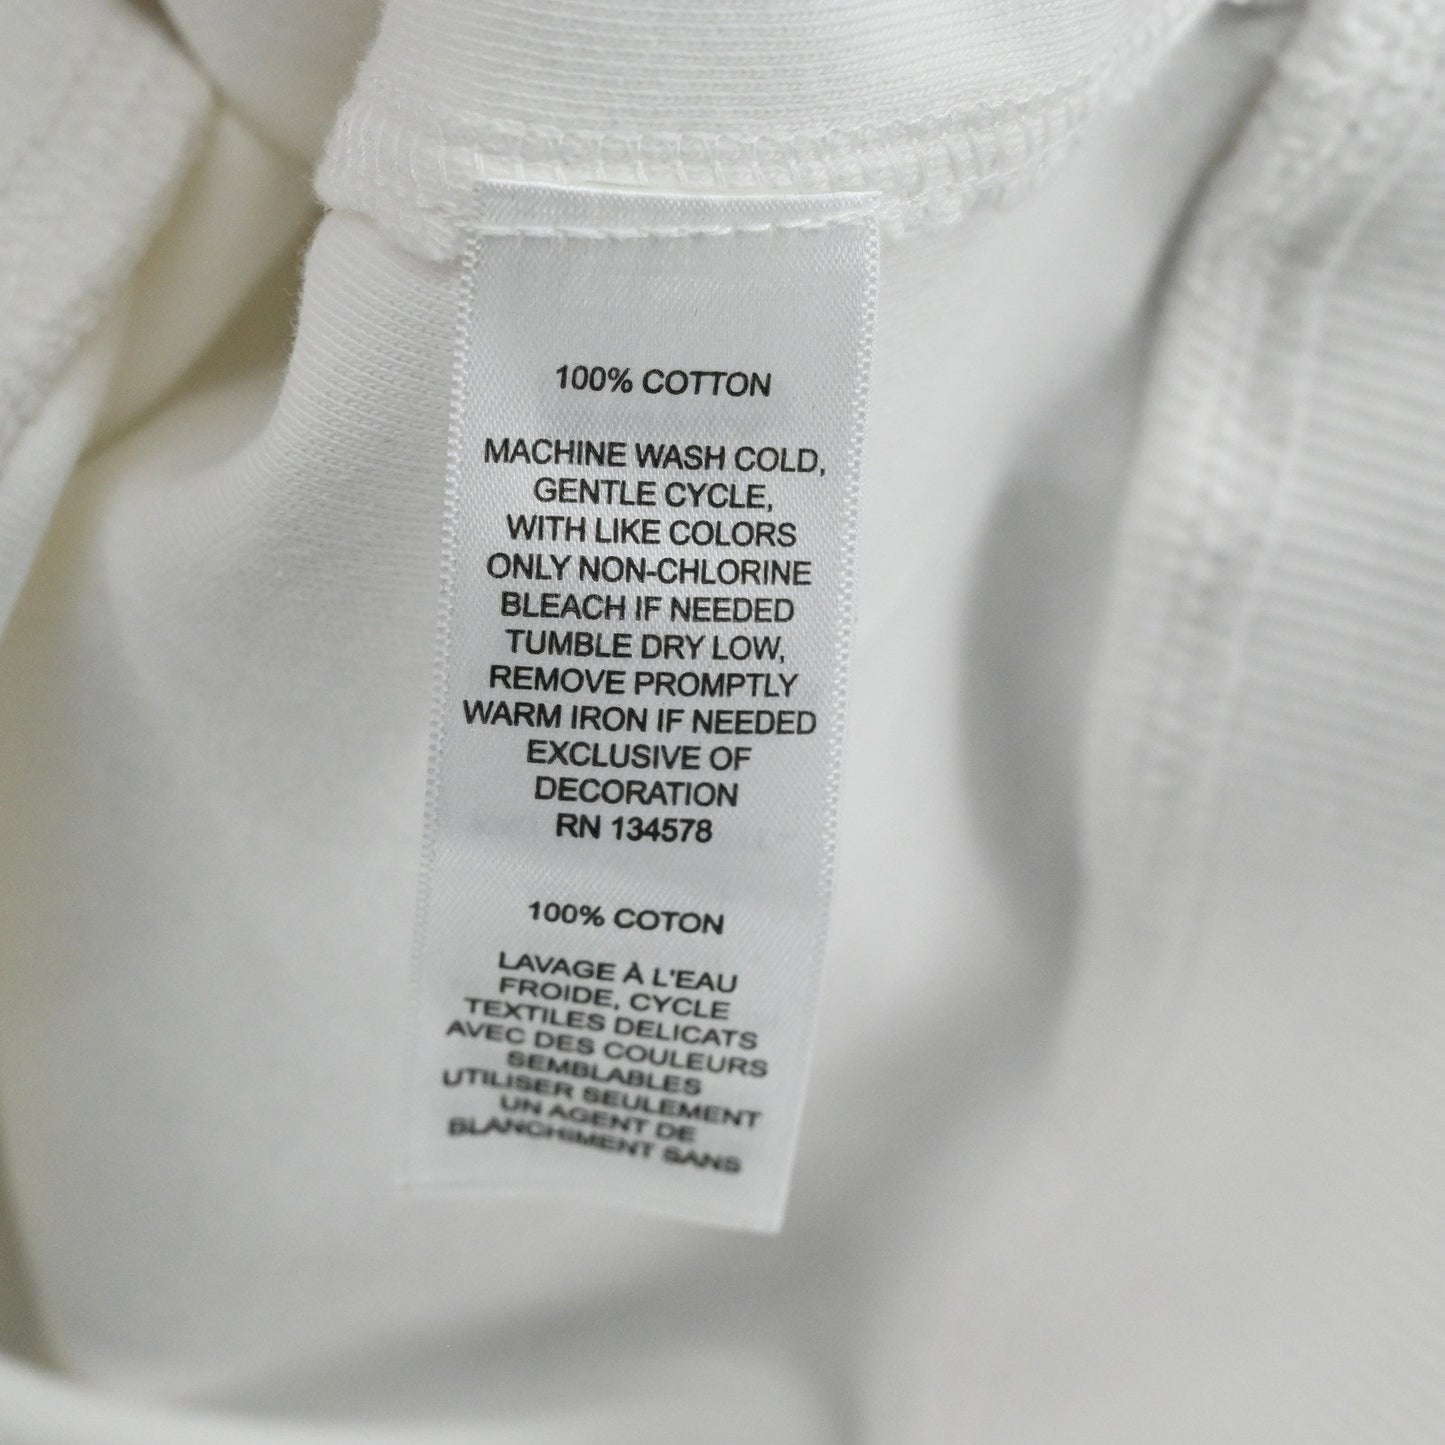 100% COTTON
MACHINE WASH COLD,
GENTLE CYCLE,
WITH LIKE COLORS
ONLY NON-CHLORINE
BLEACH IF NEEDED
TUMBLE DRY LOW,
REMOVE PROMPTLY
WARM IRON IF NEEDED
EXCLUSIVE OF
DECORATION
RN 134578
100% COTON
LAVAGE À L'EAU
FROIDE, CYCLE
TEXTILES DELICATS
AVEC DES COULEURS
SEMBLABLES
UTILISER SEULEMENT
UN AGENT DE
BLANCHIMENT SANS